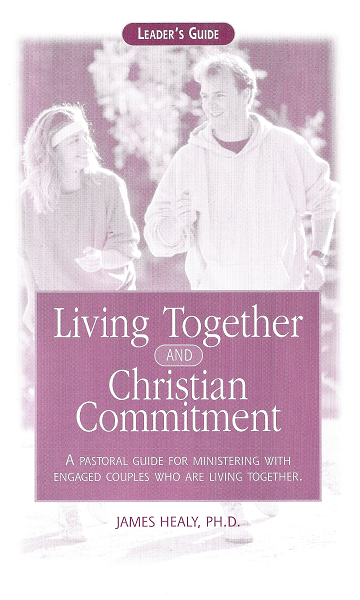 LEADER'S GUIDE
Living Together
AND
Christian
Commitment
A PASTORAL GUIDE FOR MINISTERING WITH
ENGAGED COUPLES WHO ARE LIVING TOGETHER.
JAMES HEALY, PH.D.